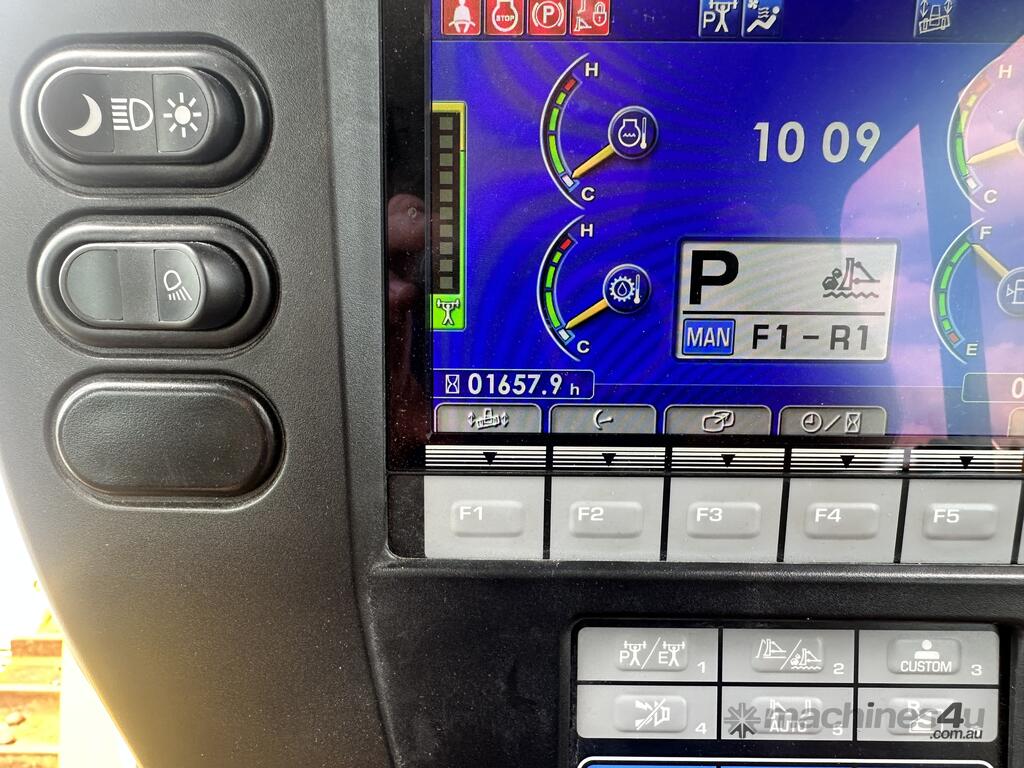 STOP P
P
H
C
10 09
H
C
F
E
H
C
P
MAN F1-R1
01657.9 h
0
F1 F2 F3 F4 F5
P / E 1
2
CUSTOM 3
4
AUTO 5
machines4u
.com.au